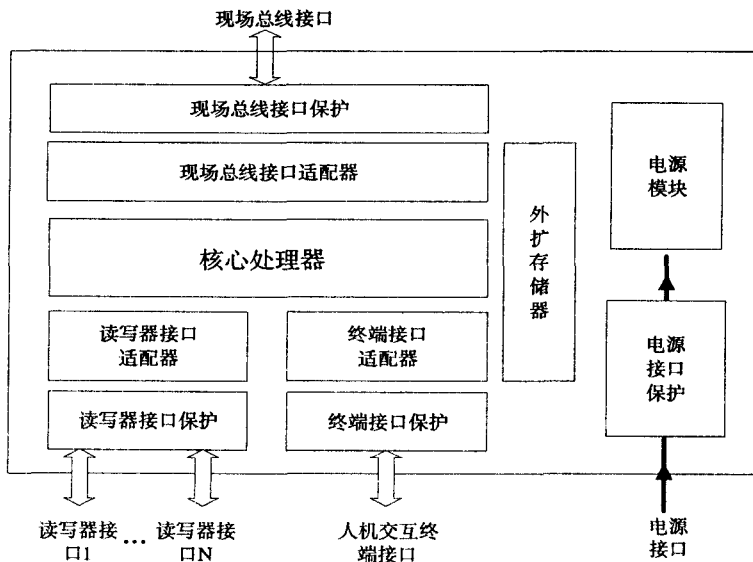 现场总线接口
现场总线接口保护
现场总线接口适配器
核心处理器
读写器接口
适配器
终端接口
适配器
读写器接口保护
终端接口保护
外
扩
存
储
器
电源
模块
电源
接口
保护
读写器接
口1
...
读写器接
口N
人机交互终
端接口
电源
接口